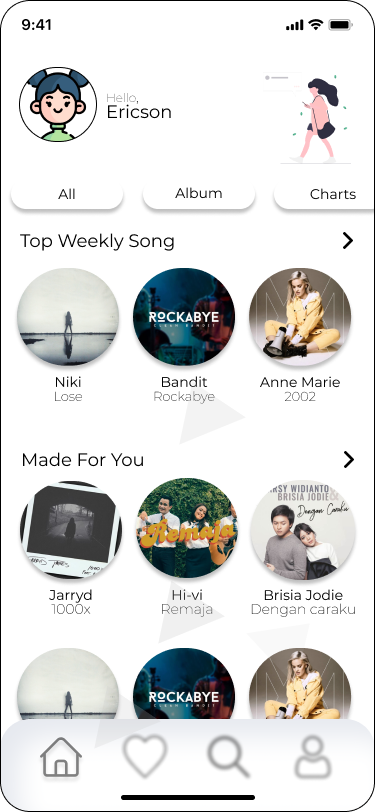 9:41
Hello,
Ericson
All
Album
Charts
Top Weekly Song
ROCKABYE
CLEAN BANDIT
Niki
Lose
Bandit
Rockabye
Anne Marie
2002
Made For You
Remaja
RSY WIDIANTO
BRISIA JODIE
Dengan Caraku
Jarryd
1000x
Hi-vi
Remaja
Brisia Jodie
Dengan caraku
ROCKABYE
CLEAN BANDIT